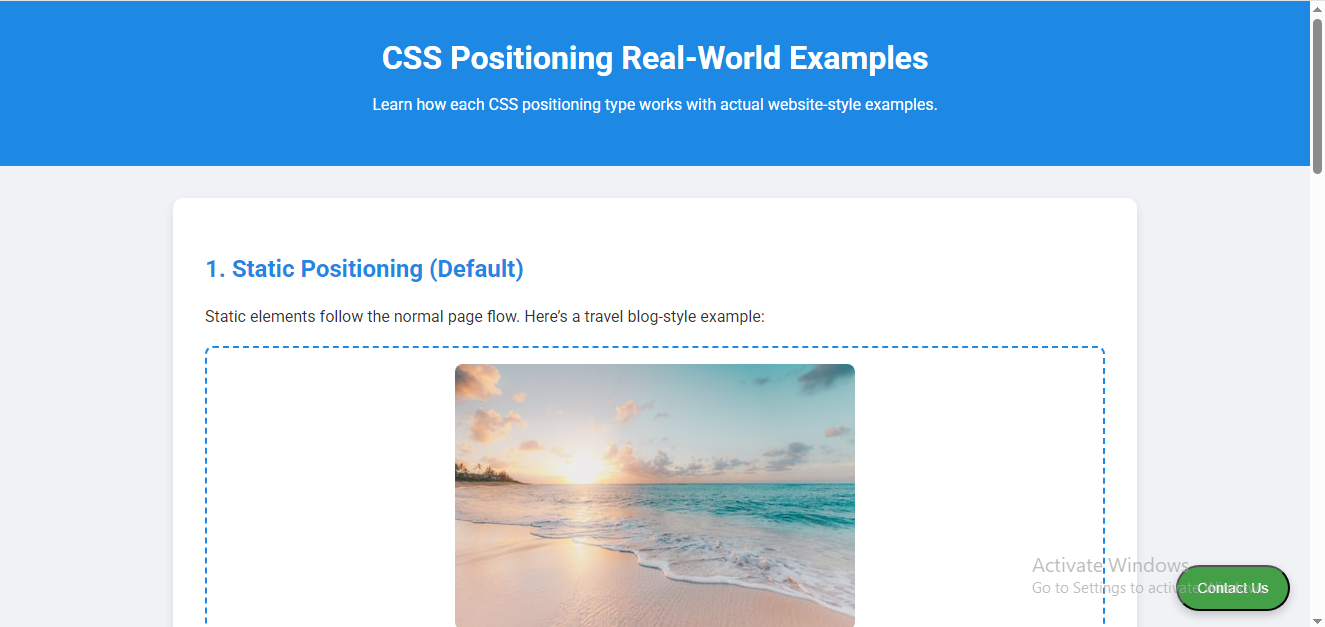 CSS Positioning Real-World Examples
Learn how each CSS positioning type works with actual website-style examples.
1. Static Positioning (Default)
Static elements follow the normal page flow. Here’s a travel blog-style example:
Activate Windows
Go to Settings to activate Windows.
Contact Us